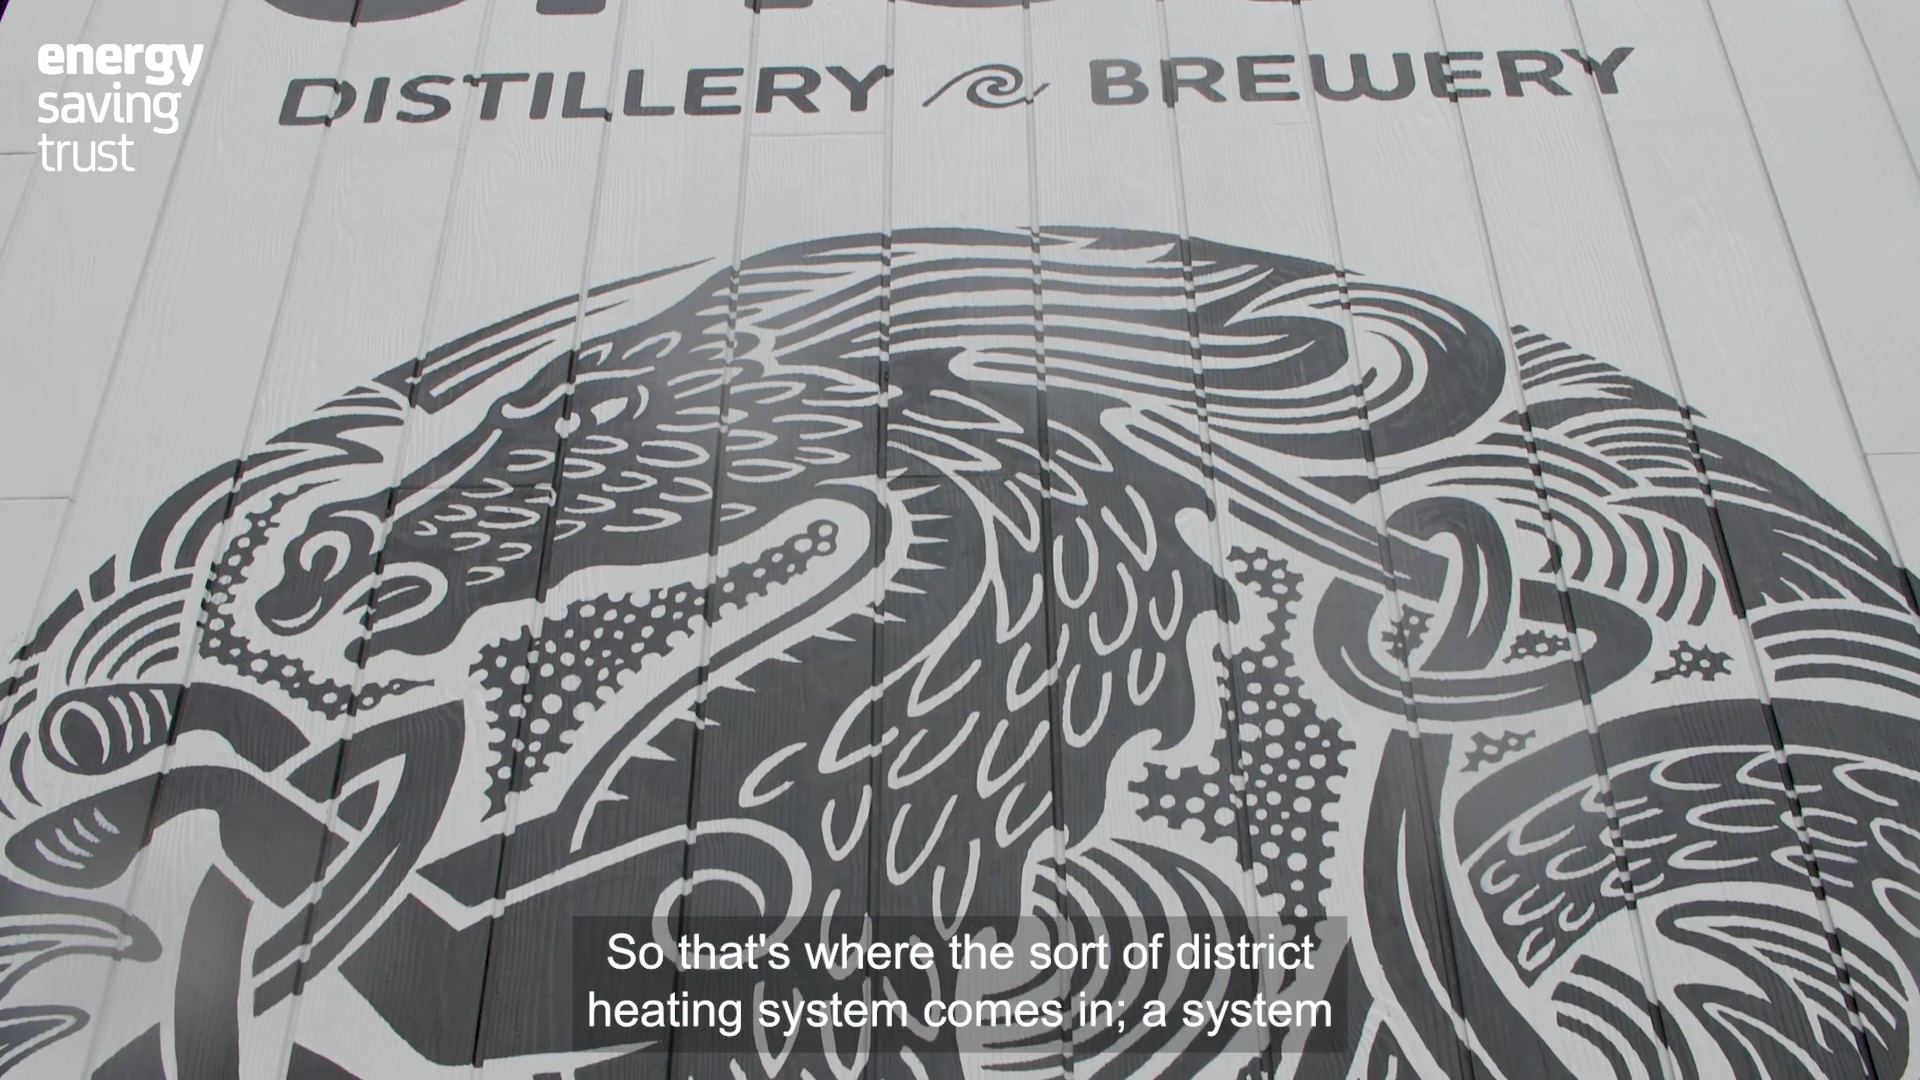 energy
saving
trust
DISTILLERY BREWERY
So that's where the sort of district
heating system comes in; a system